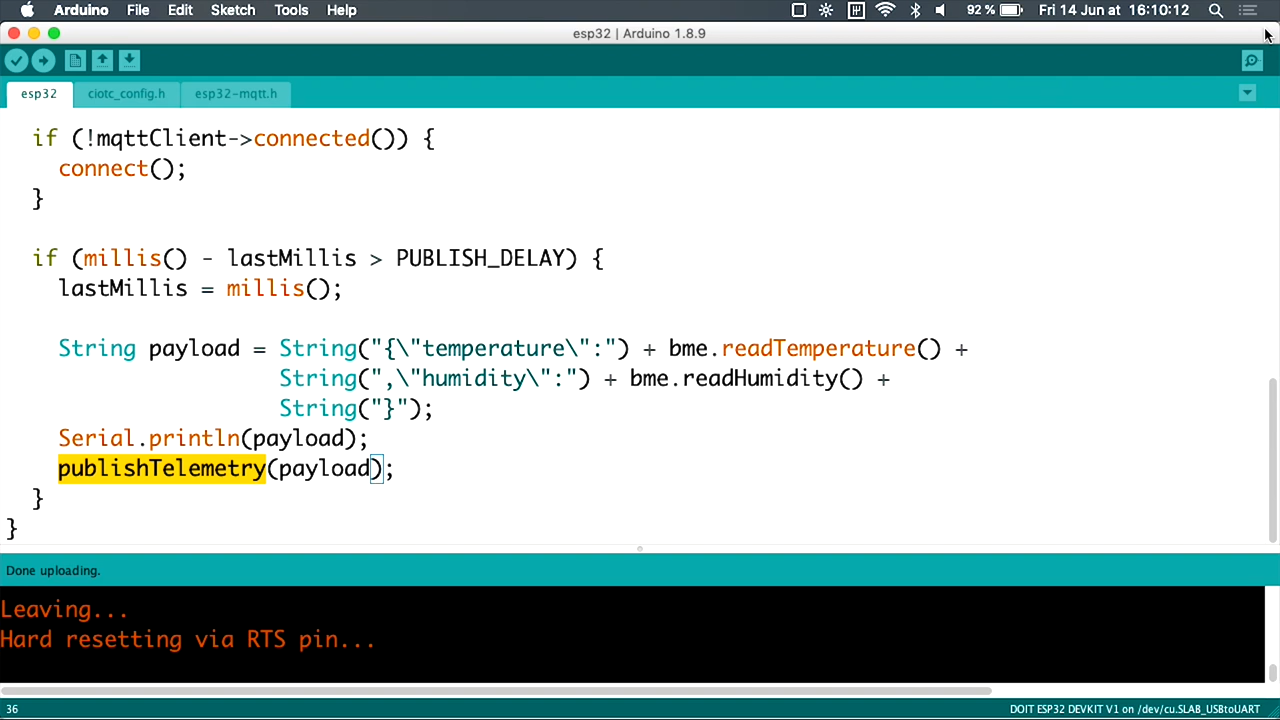 Arduino File Edit Sketch Tools Help 92 % Fri 14 Jun at 16:10:12
esp32 | Arduino 1.8.9
esp32 ciotc_config.h esp32-mqtt.h
if (!mqttClient->connected()) {
connect();
}
if (millis() - lastMillis > PUBLISH_DELAY) {
lastMillis = millis();
String payload = String("{\"temperature\":") + bme.readTemperature() +
String(",\"humidity\":") + bme.readHumidity() +
String("}");
Serial.println(payload);
publishTelemetry(payload);
}
}
Done uploading.
Leaving...
Hard resetting via RTS pin...
36 DOIT ESP32 DEVKIT V1 on /dev/cu.SLAB_USBtoUART